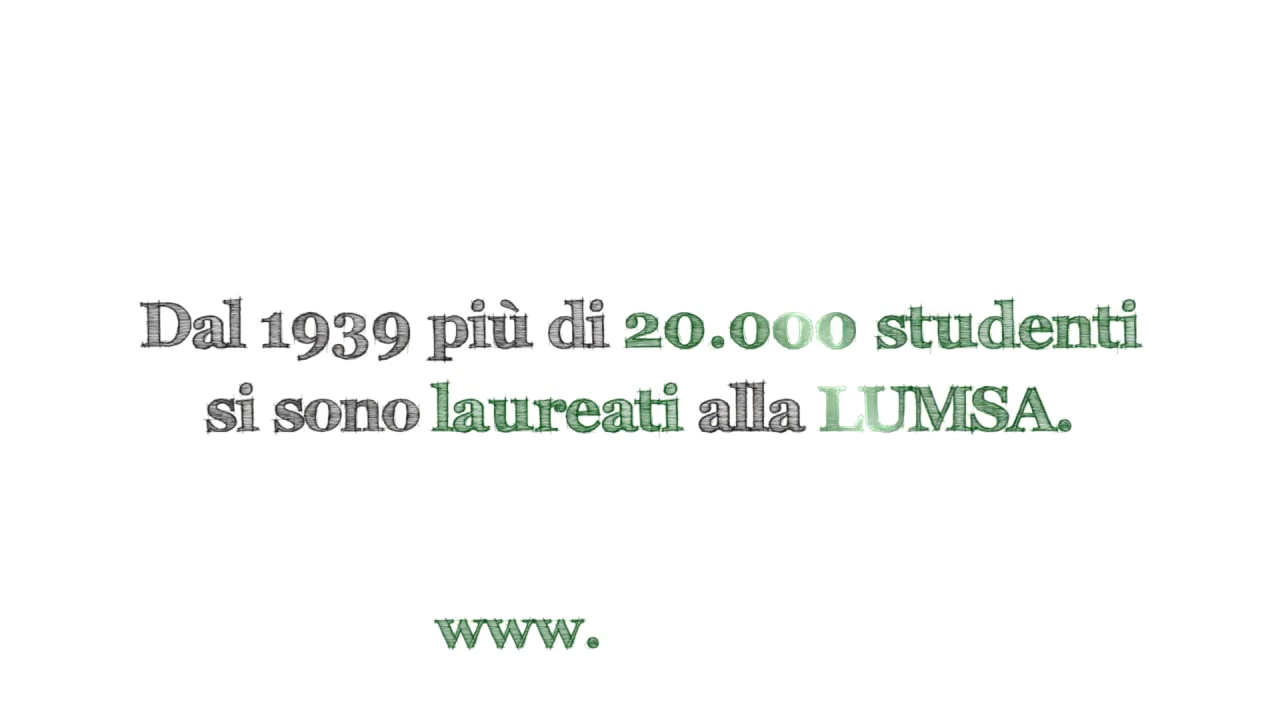 Dal 1939 più di 20.000 studenti
si sono laureati alla LUMSA.
www.